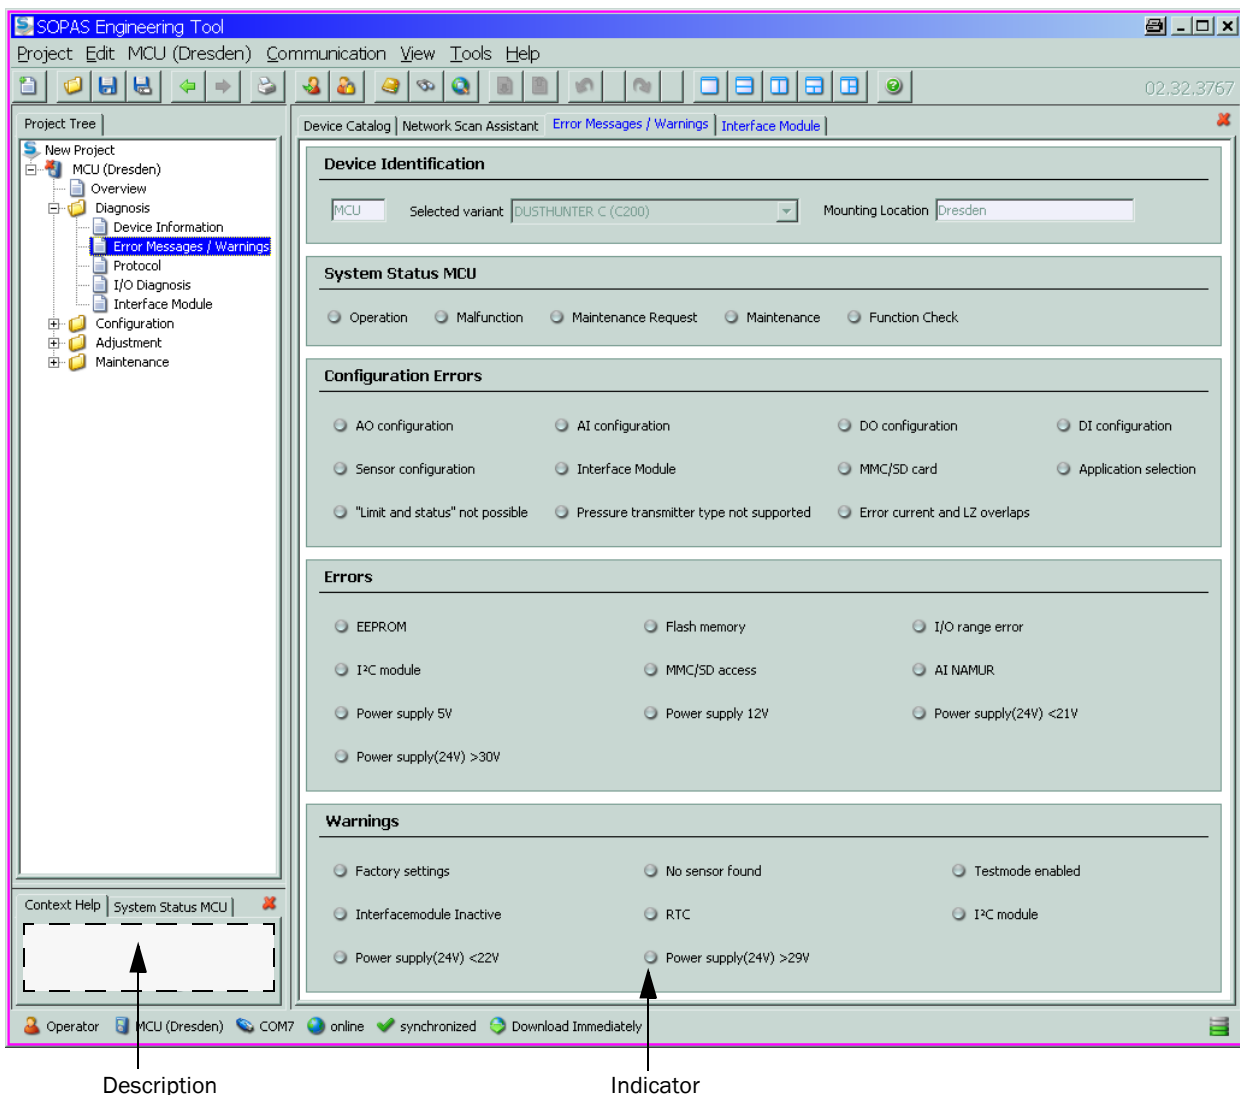 SOPAS Engineering Tool
Project Edit MCU (Dresden) Communication View Tools Help
02.32.3767
Project Tree
Device Catalog Network Scan Assistant Error Messages / Warnings Interface Module
New Project
MCU (Dresden)
Overview
Diagnosis
Device Information
Error Messages / Warnings
Protocol
I/O Diagnosis
Interface Module
Configuration
Adjustment
Maintenance
Device Identification
MCU Selected variant DUSTHUNTER C (C200) Mounting Location Dresden
System Status MCU
Operation Malfunction Maintenance Request Maintenance Function Check
Configuration Errors
AO configuration AI configuration DO configuration DI configuration
Sensor configuration Interface Module MMC/SD card Application selection
"Limit and status" not possible Pressure transmitter type not supported Error current and LZ overlaps
Errors
EEPROM Flash memory I/O range error
I²C module MMC/SD access AI NAMUR
Power supply 5V Power supply 12V Power supply(24V) <21V
Power supply(24V) >30V
Warnings
Factory settings No sensor found Testmode enabled
Interfacemodule Inactive RTC I²C module
Power supply(24V) <22V Power supply(24V) >29V
Context Help System Status MCU
Operator MCU (Dresden) COM7 online synchronized Download Immediately
Description Indicator